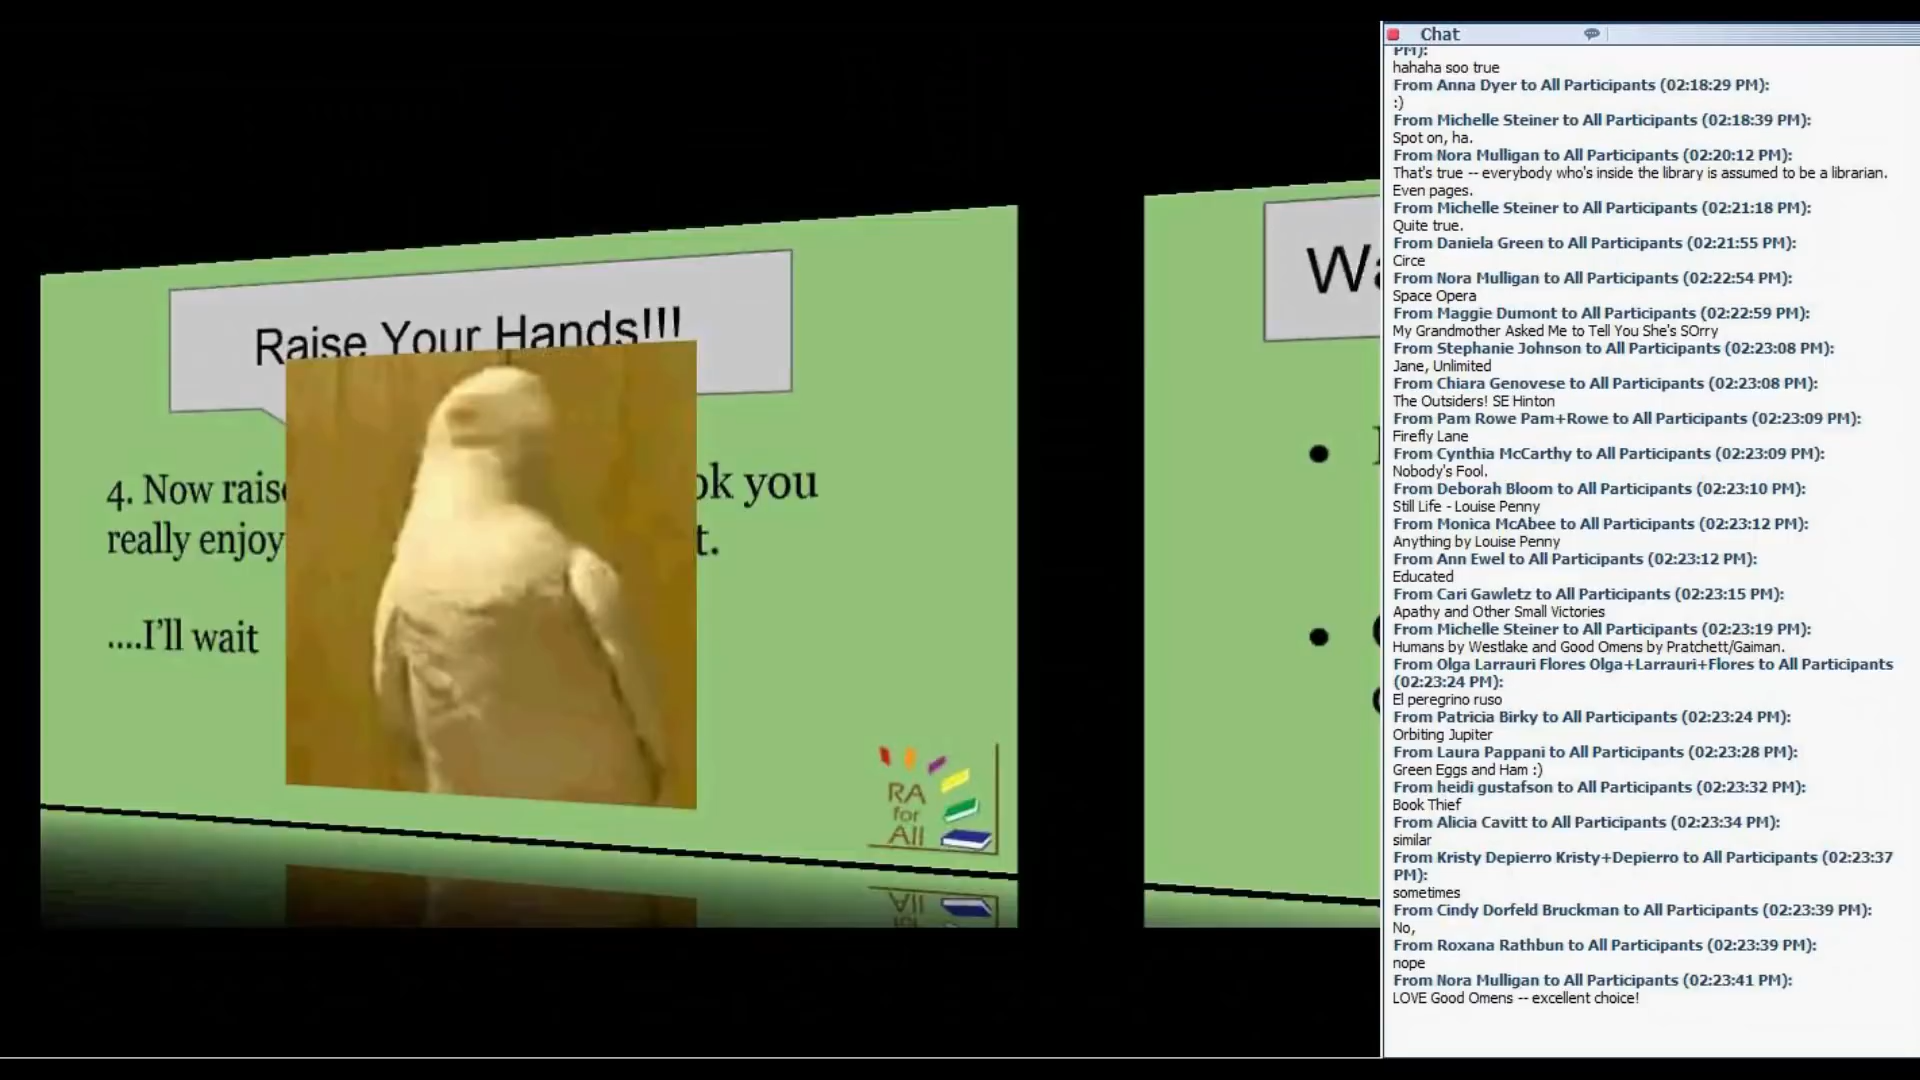 Raise Your Hands!!!
4. Now raise
ok you
really enjoy
t.
....I'll wait
RA
for
All
Wa
Chat
PM):
hahaha soo true
From Anna Dyer to All Participants (02:18:29 PM):
:)
From Michelle Steiner to All Participants (02:18:39 PM):
Spot on, ha.
From Nora Mulligan to All Participants (02:20:12 PM):
That's true -- everybody who's inside the library is assumed to be a librarian.
Even pages.
From Michelle Steiner to All Participants (02:21:18 PM):
Quite true.
From Daniela Green to All Participants (02:21:55 PM):
Circe
From Nora Mulligan to All Participants (02:22:54 PM):
Space Opera
From Maggie Dumont to All Participants (02:22:59 PM):
My Grandmother Asked Me to Tell You She's SOrry
From Stephanie Johnson to All Participants (02:23:08 PM):
Jane, Unlimited
From Chiara Genovese to All Participants (02:23:08 PM):
The Outsiders! SE Hinton
From Pam Rowe Pam+Rowe to All Participants (02:23:09 PM):
Firefly Lane
From Cynthia McCarthy to All Participants (02:23:09 PM):
Nobody's Fool.
From Deborah Bloom to All Participants (02:23:10 PM):
Still Life - Louise Penny
From Monica McAbee to All Participants (02:23:12 PM):
Anything by Louise Penny
From Ann Ewel to All Participants (02:23:12 PM):
Educated
From Cari Gawletz to All Participants (02:23:15 PM):
Apathy and Other Small Victories
From Michelle Steiner to All Participants (02:23:19 PM):
Humans by Westlake and Good Omens by Pratchett/Gaiman.
From Olga Larrauri Flores Olga+Larrauri+Flores to All Participants
(02:23:24 PM):
El peregrino ruso
From Patricia Birky to All Participants (02:23:24 PM):
Orbiting Jupiter
From Laura Pappani to All Participants (02:23:28 PM):
Green Eggs and Ham :)
From heidi gustafson to All Participants (02:23:32 PM):
Book Thief
From Alicia Cavitt to All Participants (02:23:34 PM):
similar
From Kristy Depierro Kristy+Depierro to All Participants (02:23:37
PM):
sometimes
From Cindy Dorfeld Bruckman to All Participants (02:23:39 PM):
No,
From Roxana Rathbun to All Participants (02:23:39 PM):
nope
From Nora Mulligan to All Participants (02:23:41 PM):
LOVE Good Omens -- excellent choice!